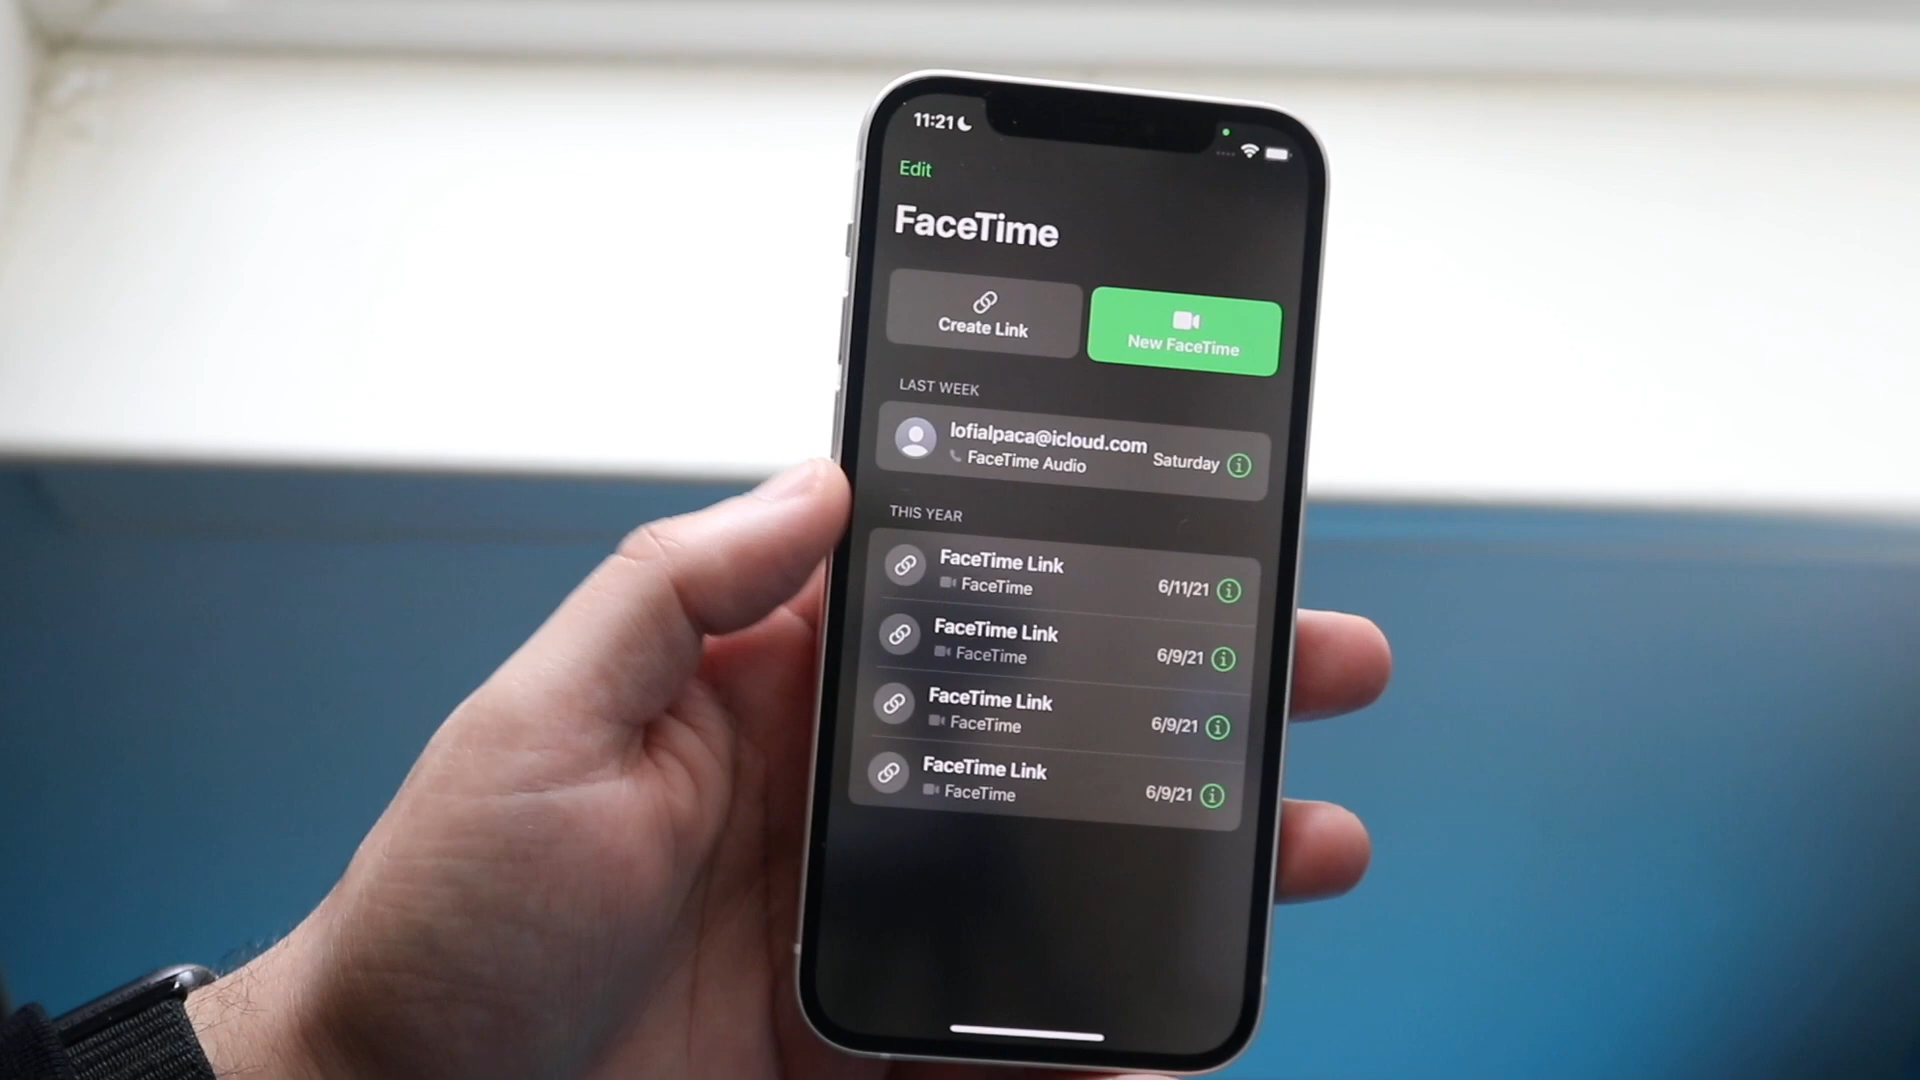 11:21
Edit
FaceTime
Create Link
New FaceTime
LAST WEEK
lofialpaca@icloud.com
FaceTime Audio
Saturday
THIS YEAR
FaceTime Link
FaceTime
6/11/21
FaceTime Link
FaceTime
6/9/21
FaceTime Link
FaceTime
6/9/21
FaceTime Link
FaceTime
6/9/21